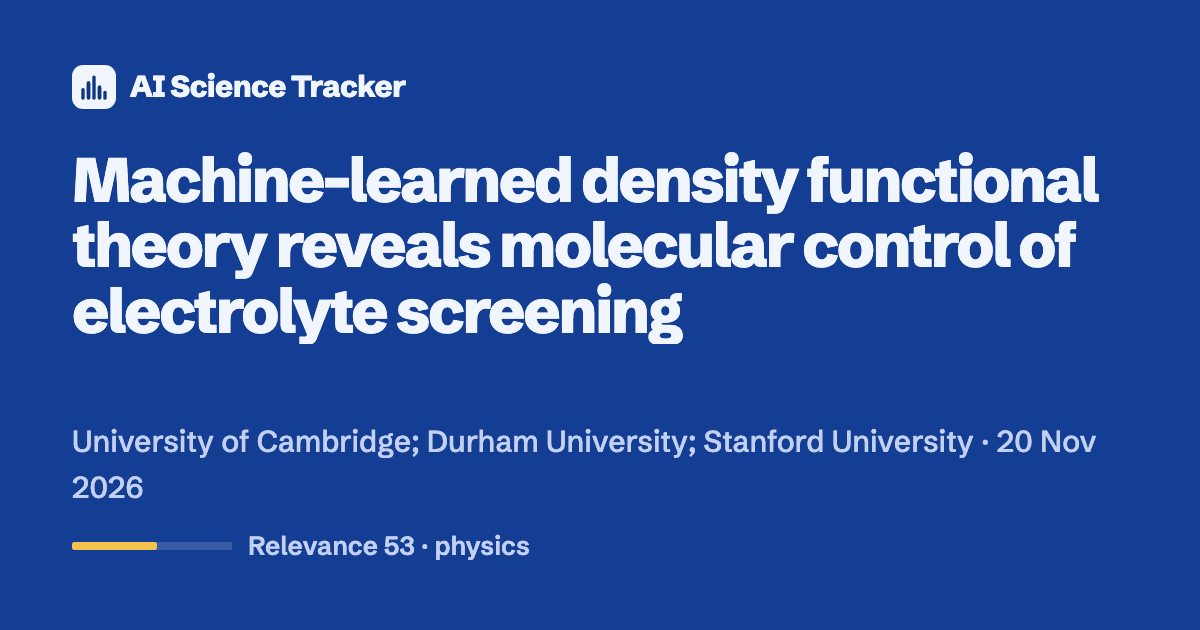 AI Science Tracker
Machine-learned density functional
theory reveals molecular control of
electrolyte screening
University of Cambridge; Durham University; Stanford University · 20 Nov
2026
Relevance 53 · physics